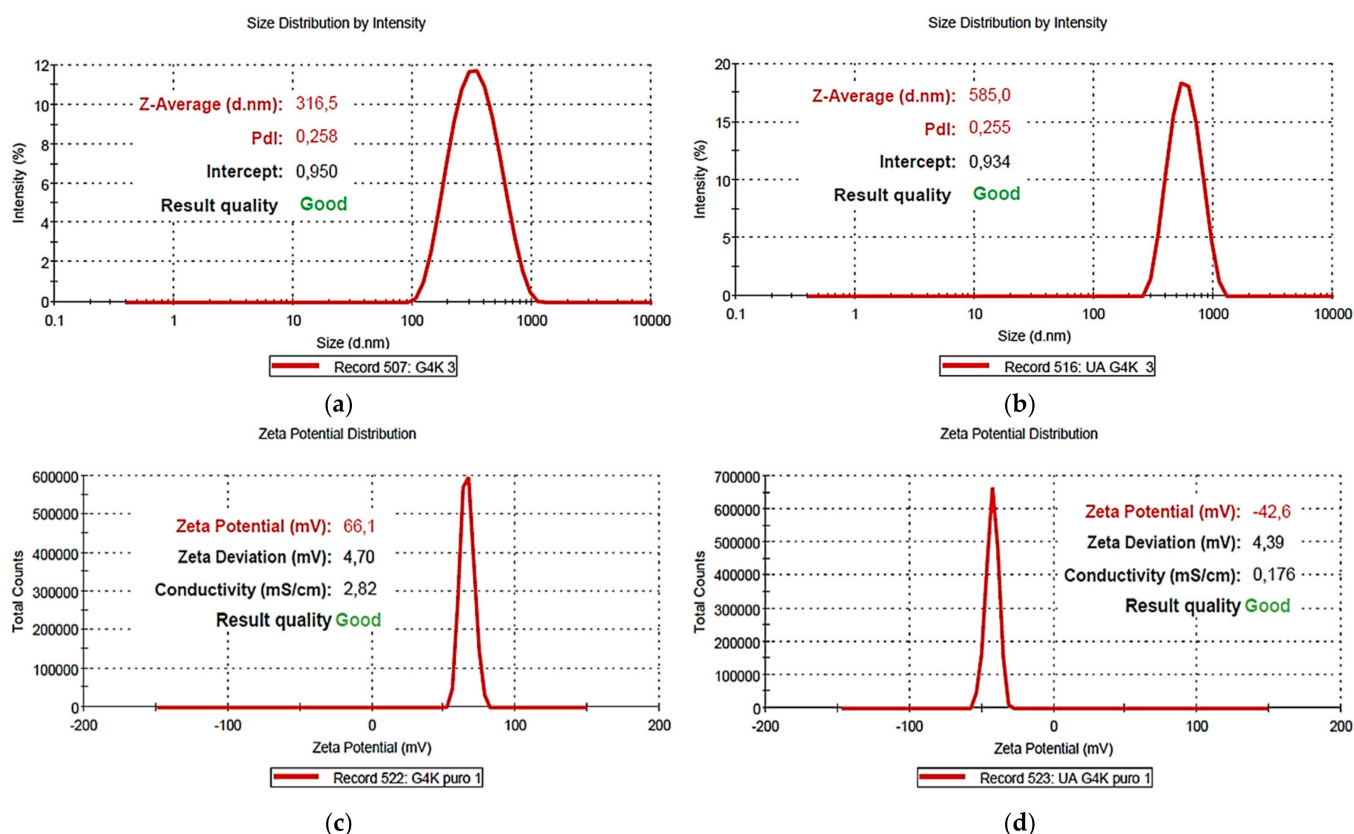 Size Distribution by Intensity
12
10
8
6
4
2
0
Intensity (%)
Z-Average (d.nm): 316,5
PdI: 0,258
Intercept: 0,950
Result quality Good
0.1 1 10 100 1000 10000
Size (d.nm)
Record 507: G4K 3
(a)
Size Distribution by Intensity
20
15
10
5
0
Intensity (%)
Z-Average (d.nm): 585,0
PdI: 0,255
Intercept: 0,934
Result quality Good
0.1 1 10 100 1000 10000
Size (d.nm)
Record 516: UA G4K 3
(b)
Zeta Potential Distribution
600000
500000
400000
300000
200000
100000
0
Total Counts
Zeta Potential (mV): 66,1
Zeta Deviation (mV): 4,70
Conductivity (mS/cm): 2,82
Result quality Good
-200 -100 0 100 200
Zeta Potential (mV)
Record 522: G4K puro 1
(c)
Zeta Potential Distribution
700000
600000
500000
400000
300000
200000
100000
0
Total Counts
Zeta Potential (mV): -42,6
Zeta Deviation (mV): 4,39
Conductivity (mS/cm): 0,176
Result quality Good
-200 -100 0 100 200
Zeta Potential (mV)
Record 523: UA G4K puro 1
(d)